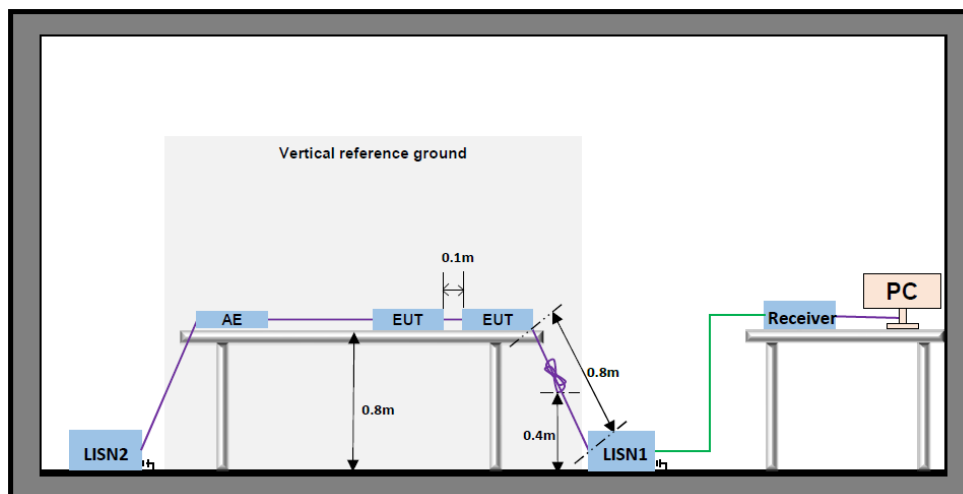 Vertical reference ground
0.1m
PC
AE
EUT
EUT
Receiver
0.8m
0.8m
0.4m
LISN2
LISN1